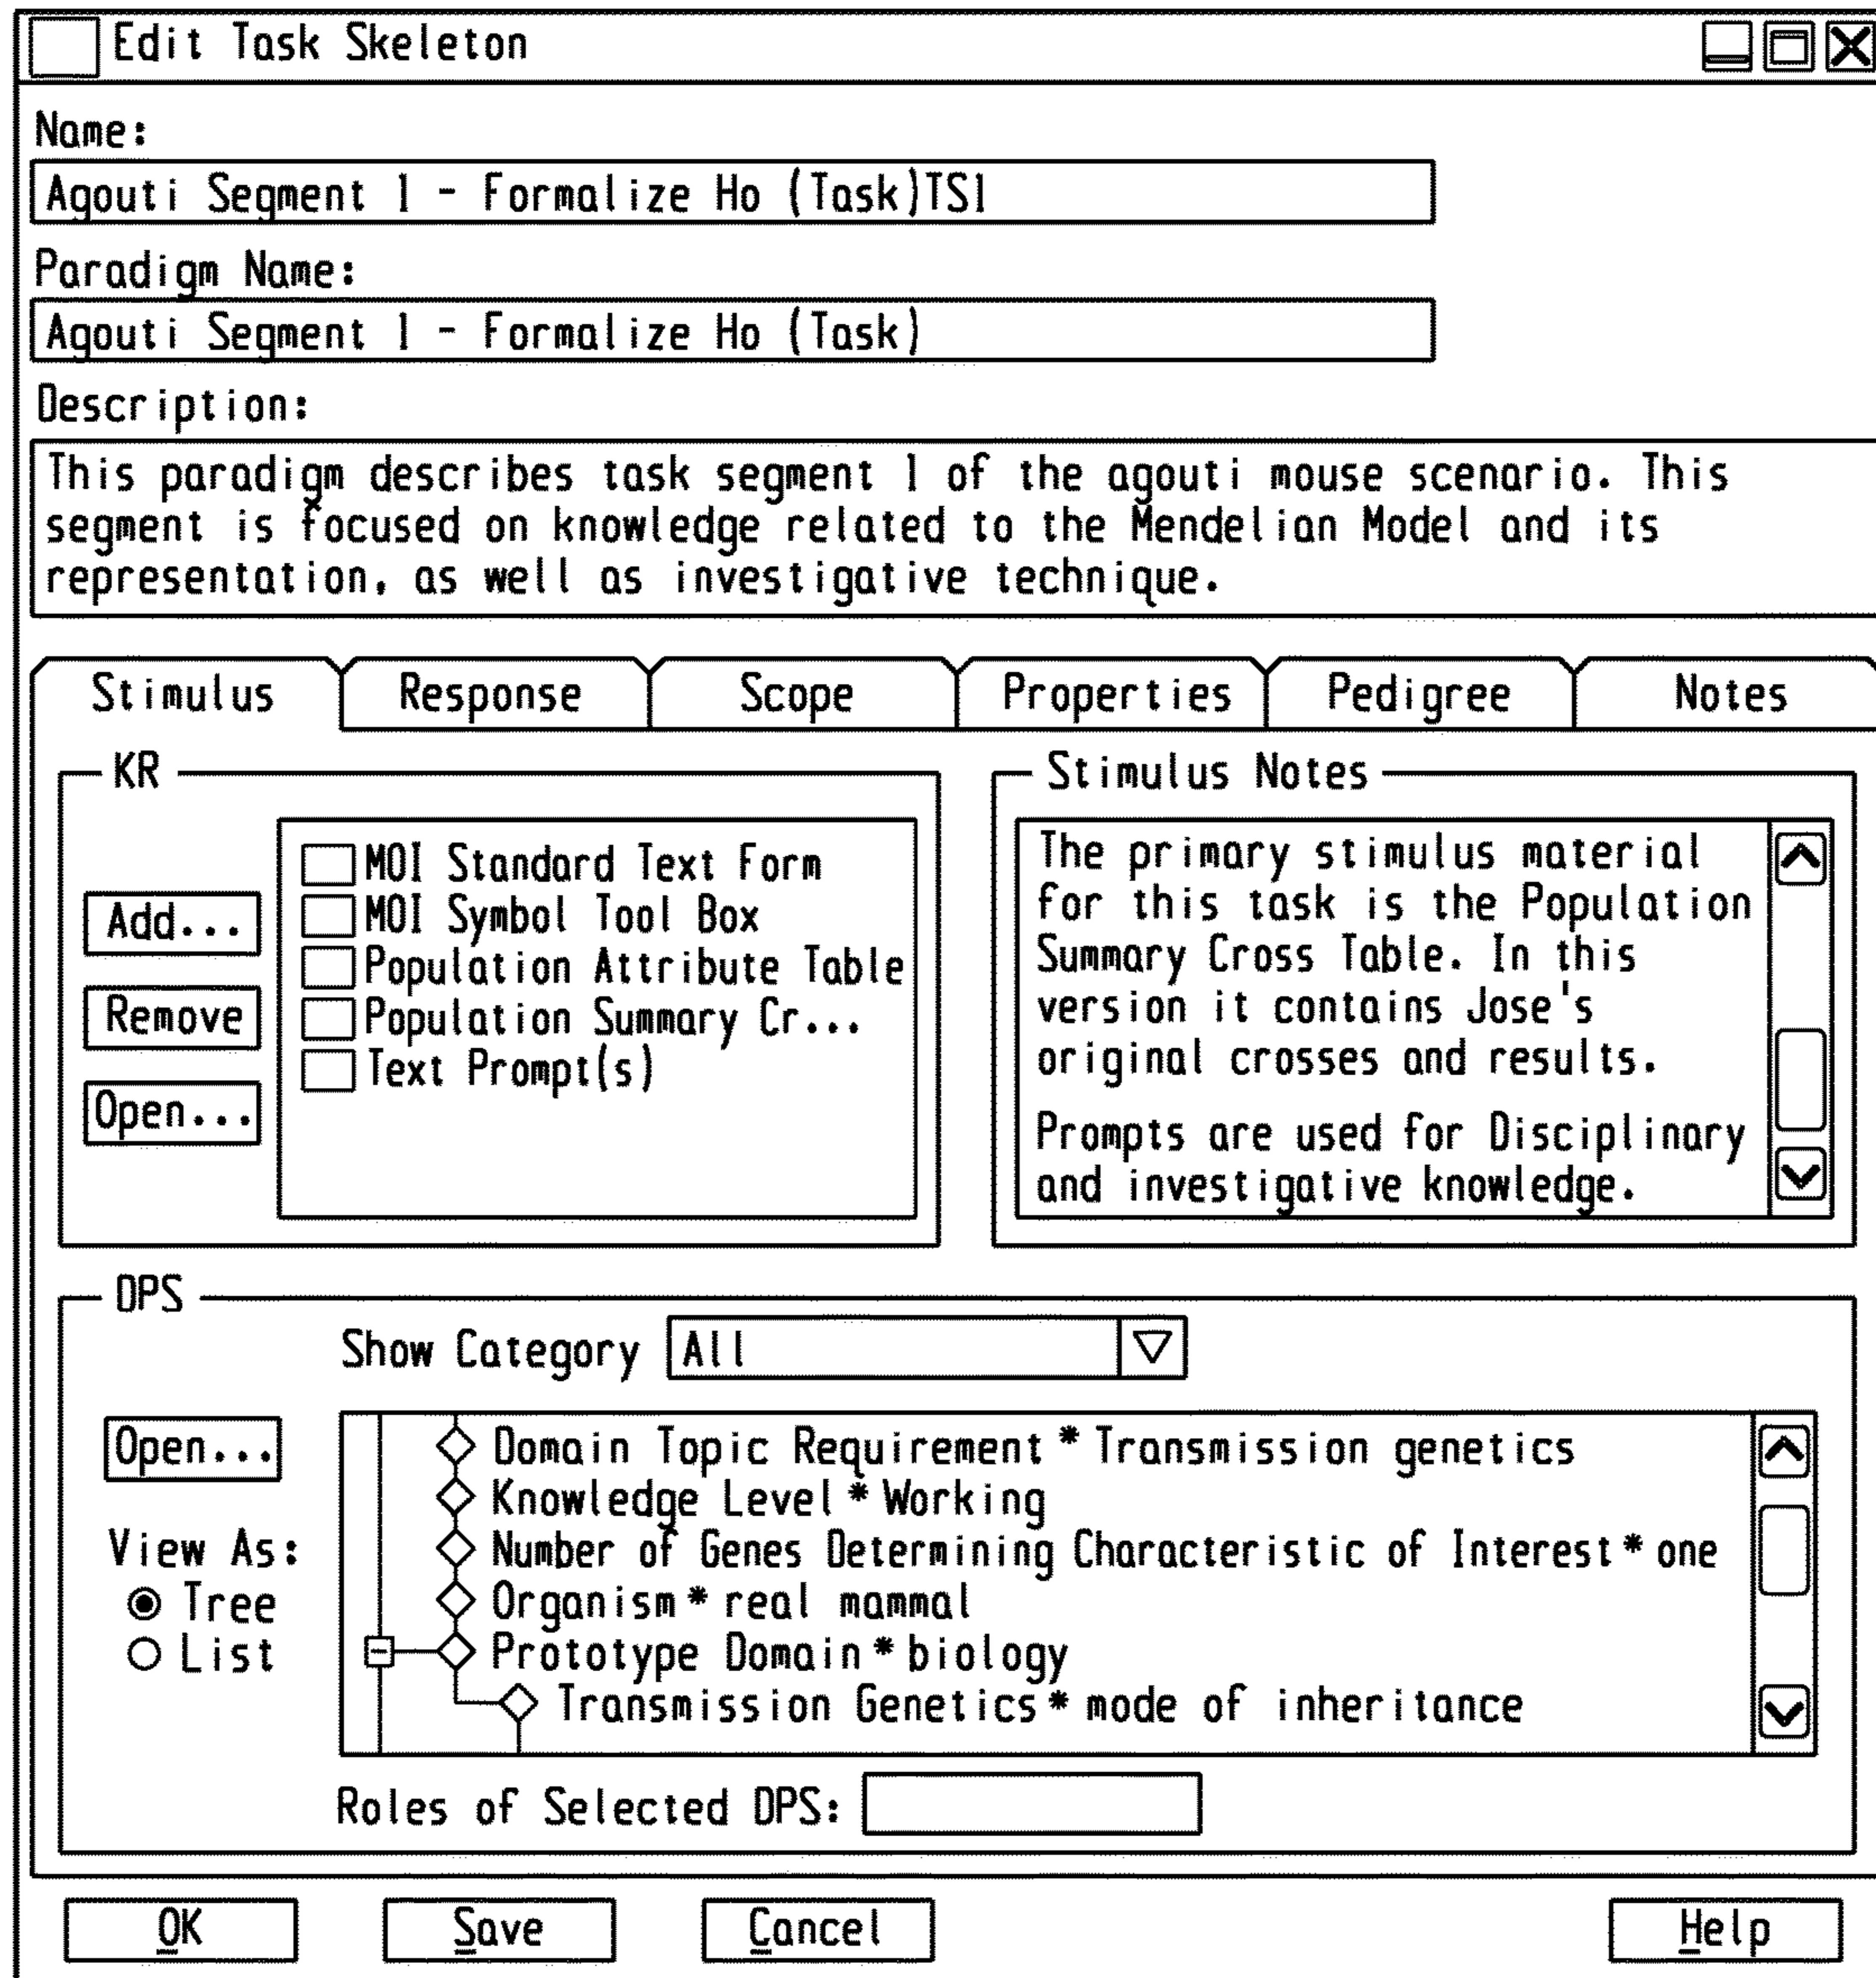 Edit Task Skeleton
Name:
Agouti Segment 1 - Formalize Ho (Task)TS1
Paradigm Name:
Agouti Segment 1 - Formalize Ho (Task)
Description:
This paradigm describes task segment 1 of the agouti mouse scenario. This
segment is focused on knowledge related to the Mendelian Model and its
representation, as well as investigative technique.
Stimulus Response Scope Properties Pedigree Notes
KR
Add...
Remove
Open...
MOI Standard Text Form
MOI Symbol Tool Box
Population Attribute Table
Population Summary Cr...
Text Prompt(s)
Stimulus Notes
The primary stimulus material
for this task is the Population
Summary Cross Table. In this
version it contains Jose's
original crosses and results.
Prompts are used for Disciplinary
and investigative knowledge.
DPS
Show Category All
Open...
View As:
Tree
List
Domain Topic Requirement * Transmission genetics
Knowledge Level * Working
Number of Genes Determining Characteristic of Interest * one
Organism * real mammal
Prototype Domain * biology
Transmission Genetics * mode of inheritance
Roles of Selected DPS:
OK Save Cancel Help